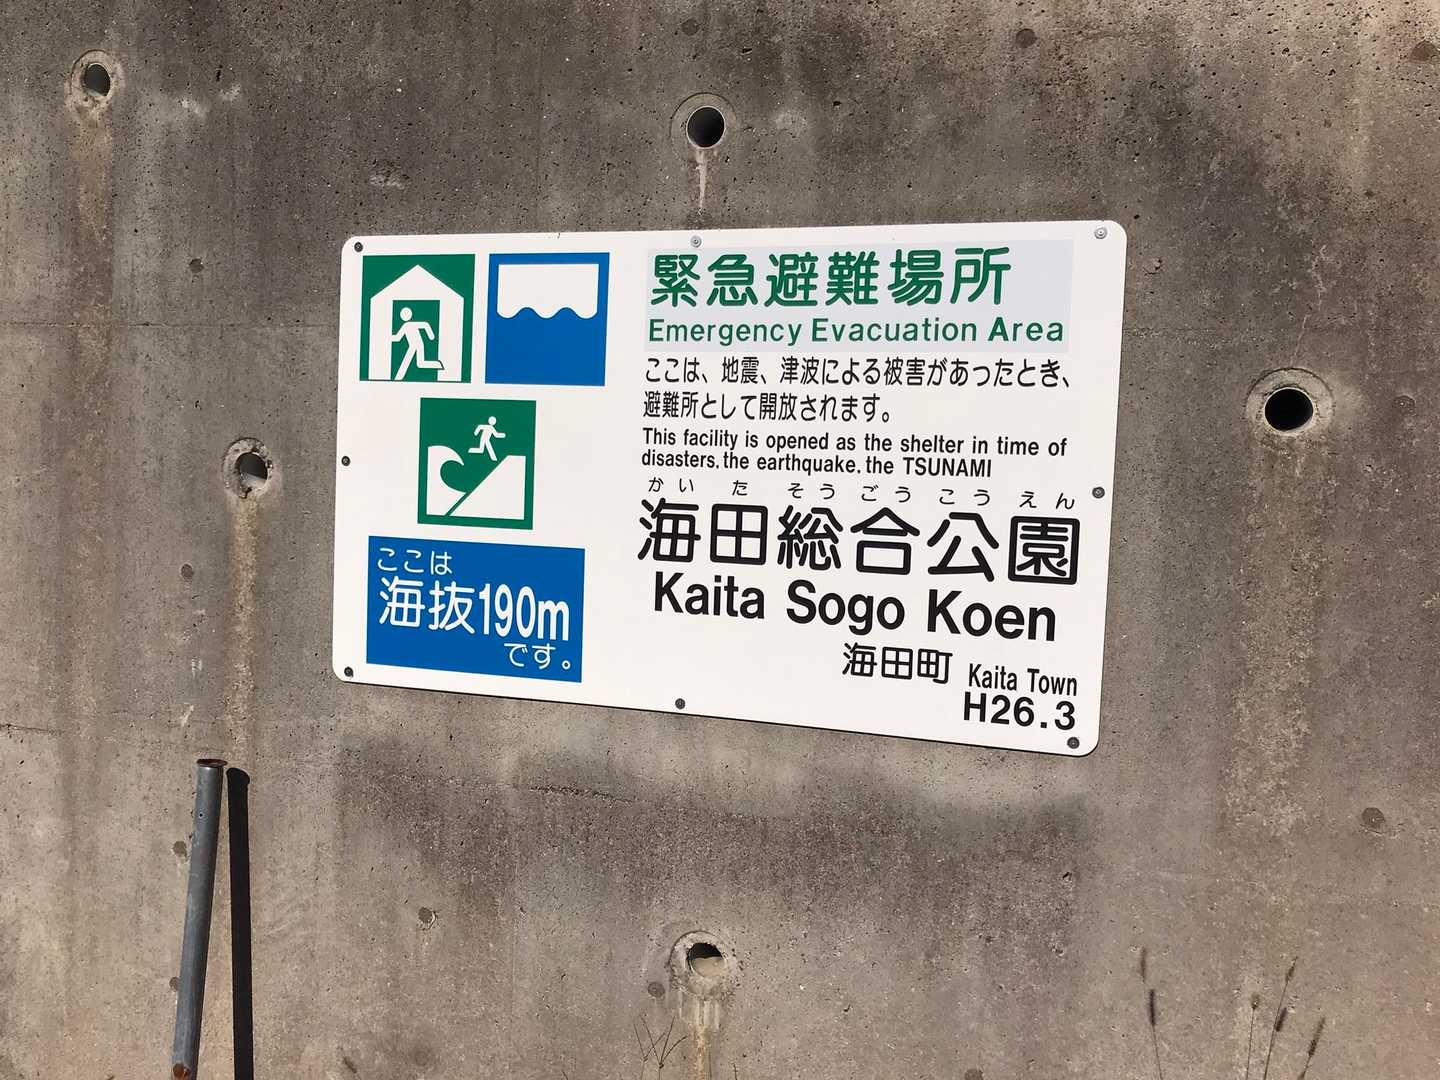 緊急避難場所
Emergency Evacuation Area
ここは、地震、津波による被害があったとき、
避難所として開放されます。
This facility is opened as the shelter in time of
disasters.the earthquake.the TSUNAMI
かいた そうごうこうえん
海田総合公園
Kaita Sogo Koen
海田町 Kaita Town
H26.3
ここは
海抜190m
です。